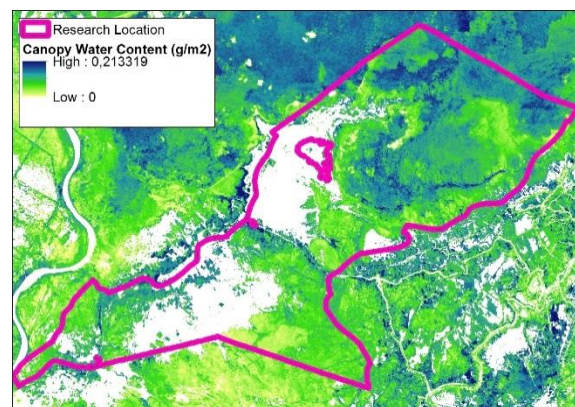 Research Location
Canopy Water Content (g/m2)
High : 0,213319
Low : 0